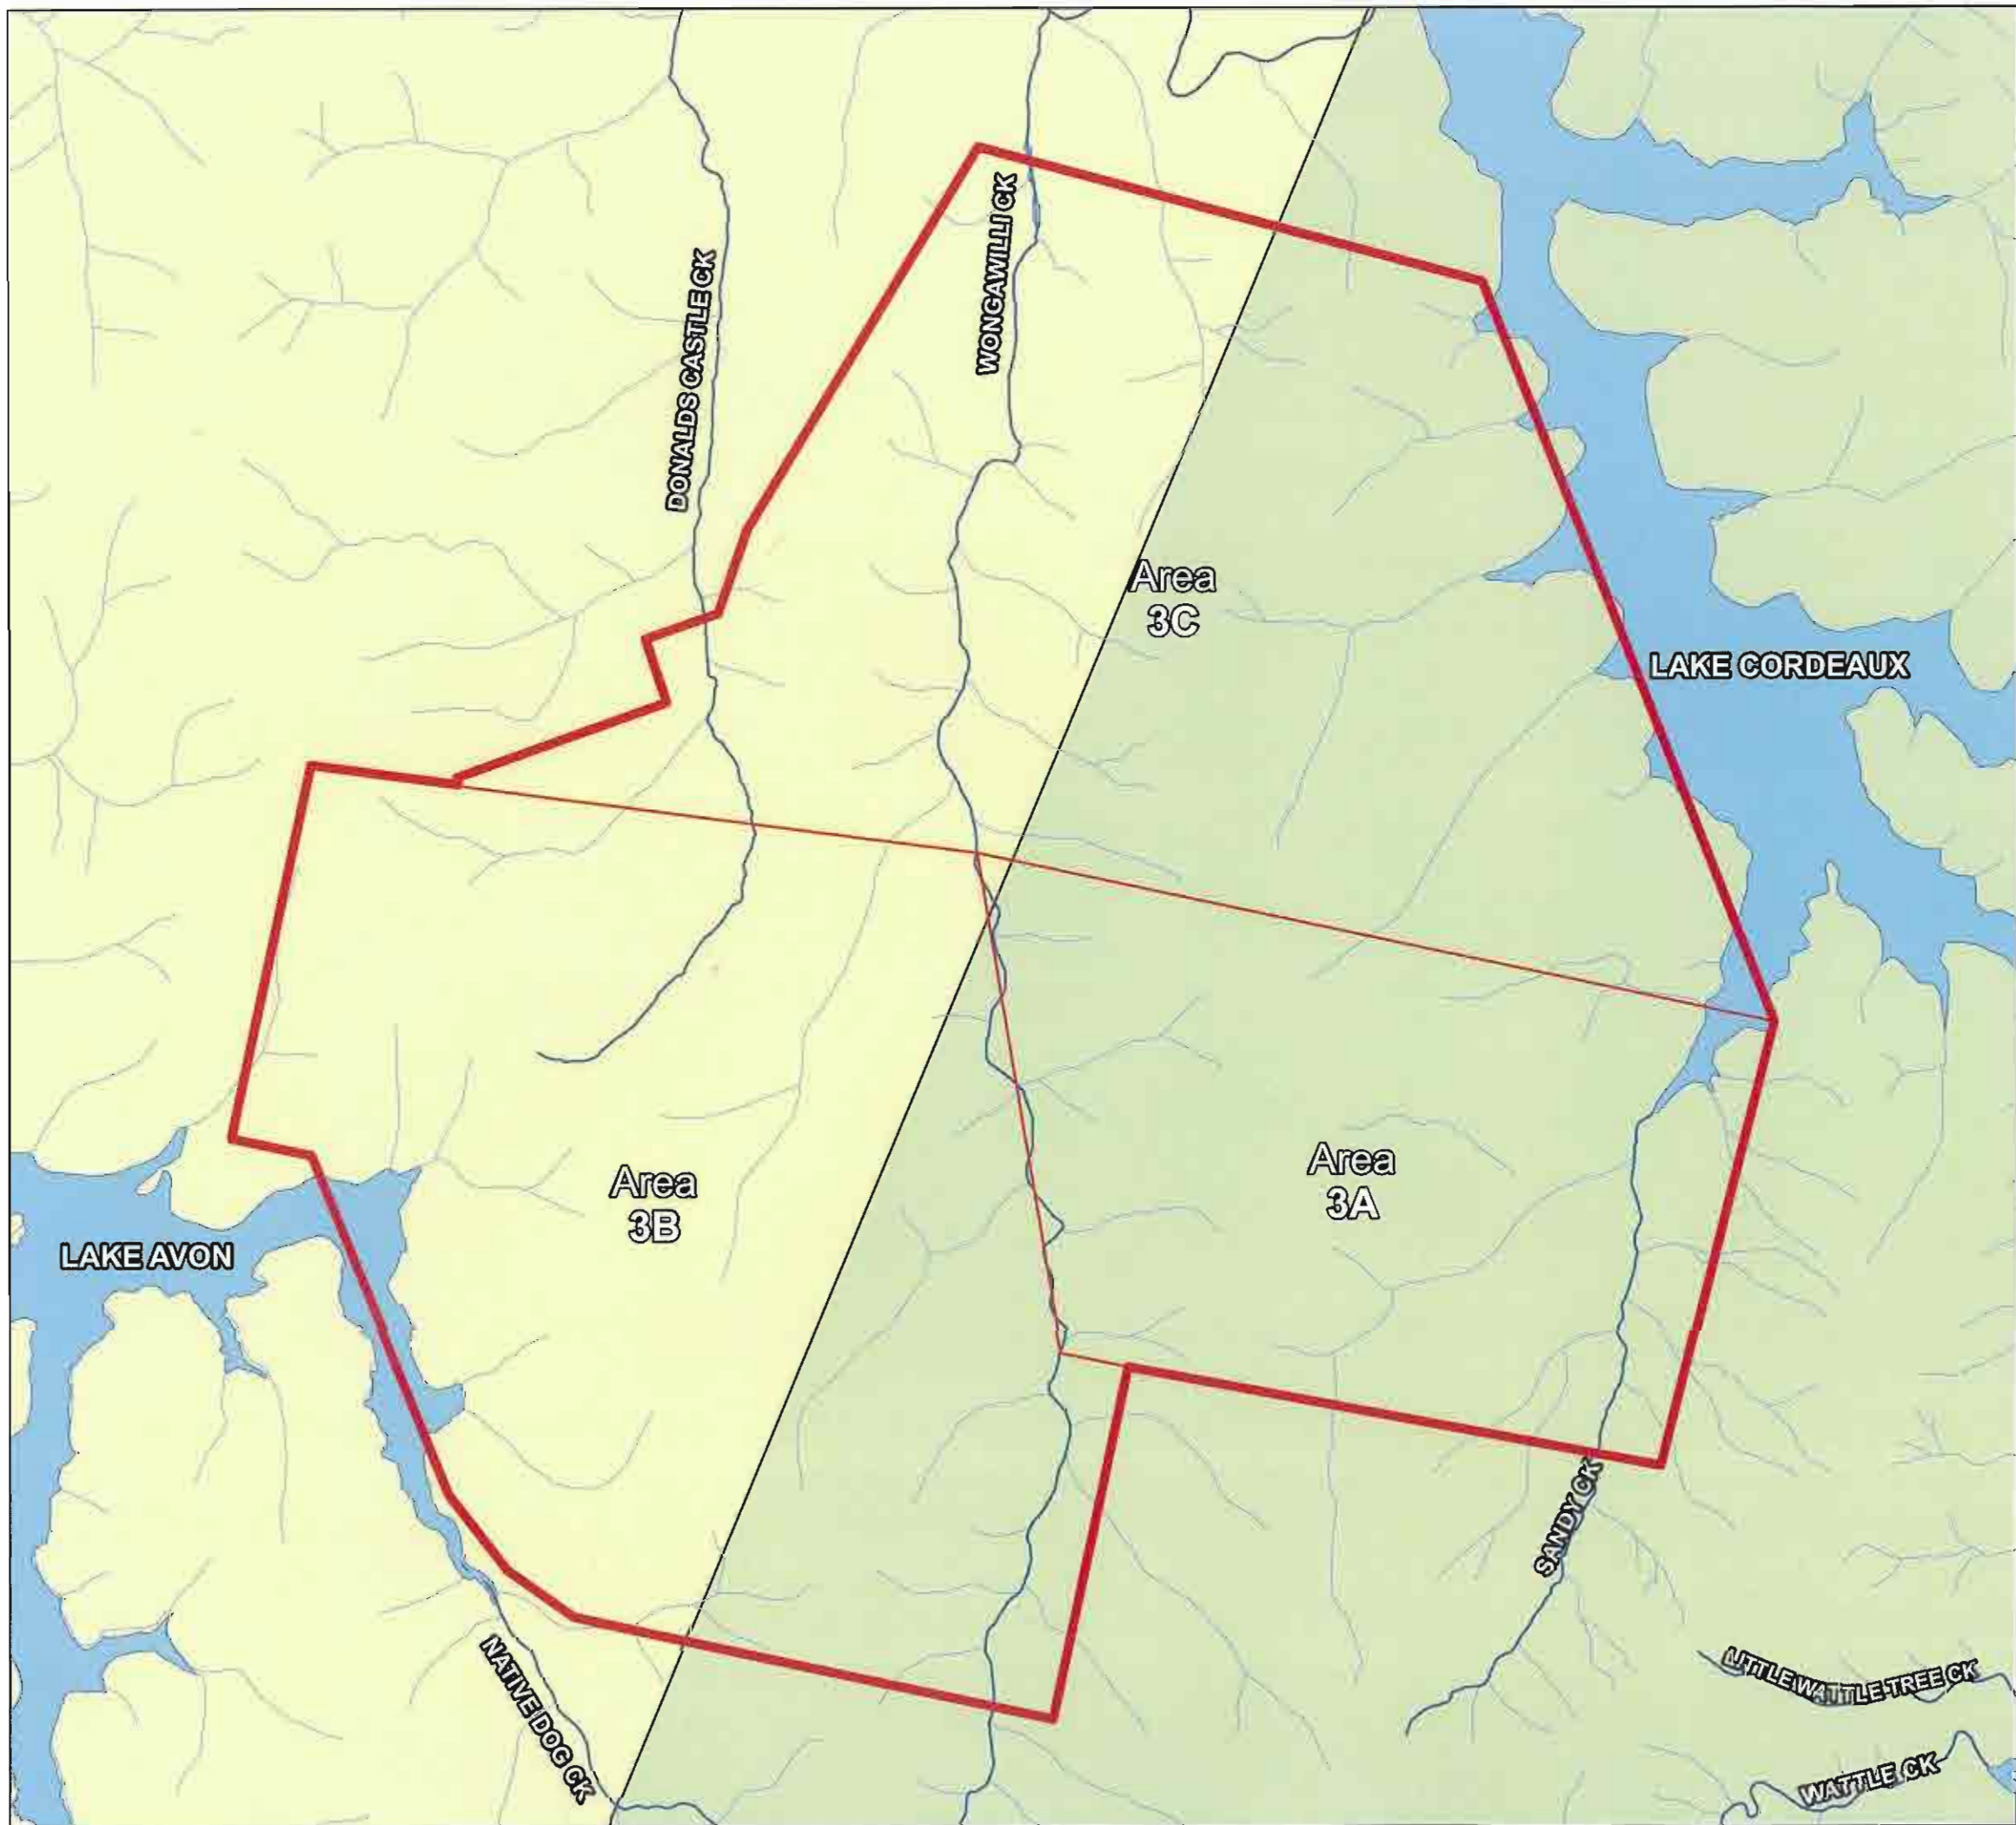 WONGAWILLI CK
DONALDS CASTLE CK
Area
3C
LAKE CORDEAUX
Area
3A
Area
3B
LAKE AVON
SANDY CK
NATIVE DOG CK
LITTLE WATTLE TREE CK
WATTLE CK